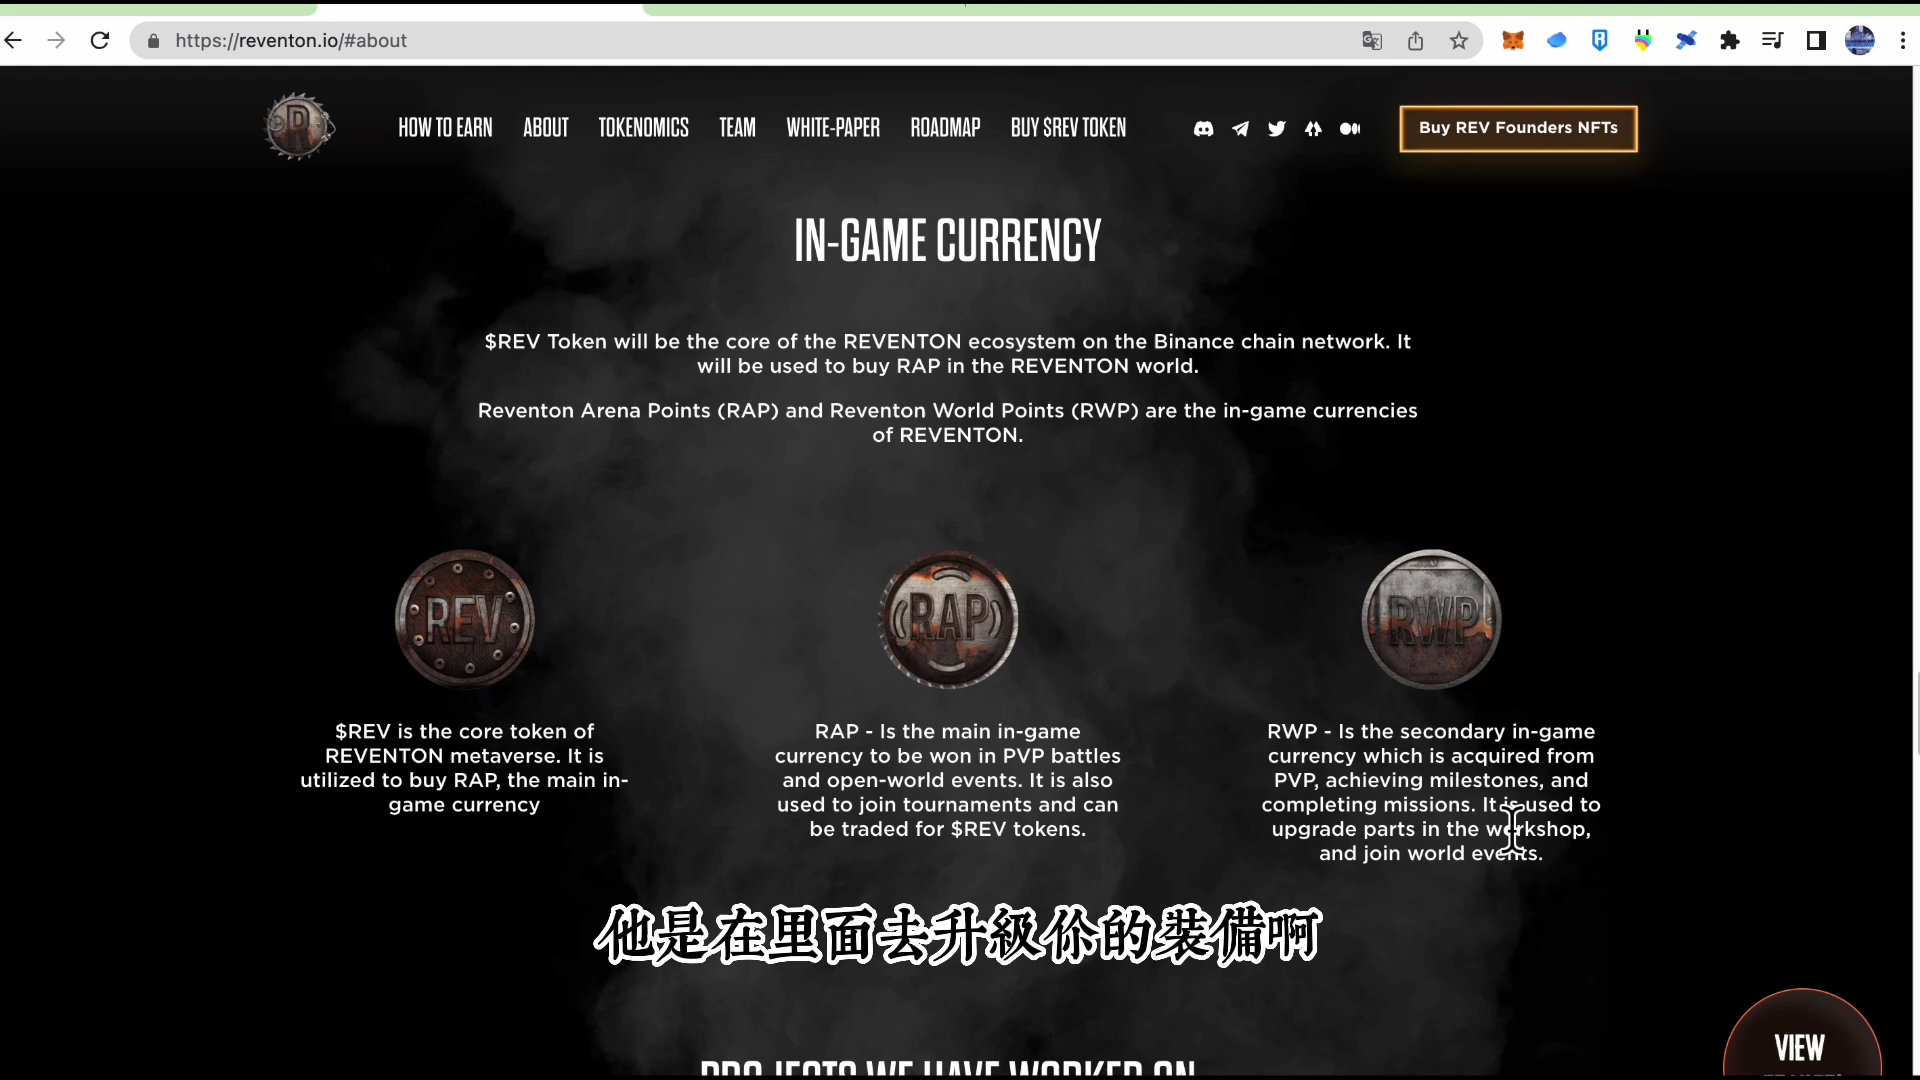 https://reventon.io/#about
HOW TO EARN
ABOUT
TOKENOMICS
TEAM
WHITE-PAPER
ROADMAP
BUY $REV TOKEN
Buy REV Founders NFTs
IN-GAME CURRENCY
$REV Token will be the core of the REVENTON ecosystem on the Binance chain network. It
will be used to buy RAP in the REVENTON world.
Reventon Arena Points (RAP) and Reventon World Points (RWP) are the in-game currencies
of REVENTON.
REV
RAP
RWP
$REV is the core token of
REVENTON metaverse. It is
utilized to buy RAP, the main in-
game currency
RAP - Is the main in-game
currency to be won in PVP battles
and open-world events. It is also
used to join tournaments and can
be traded for $REV tokens.
RWP - Is the secondary in-game
currency which is acquired from
PVP, achieving milestones, and
completing missions. It is used to
upgrade parts in the workshop,
and join world events.
他是在里面去升級你的裝備啊
PROJECTS WE HAVE WORKED ON
VIEW